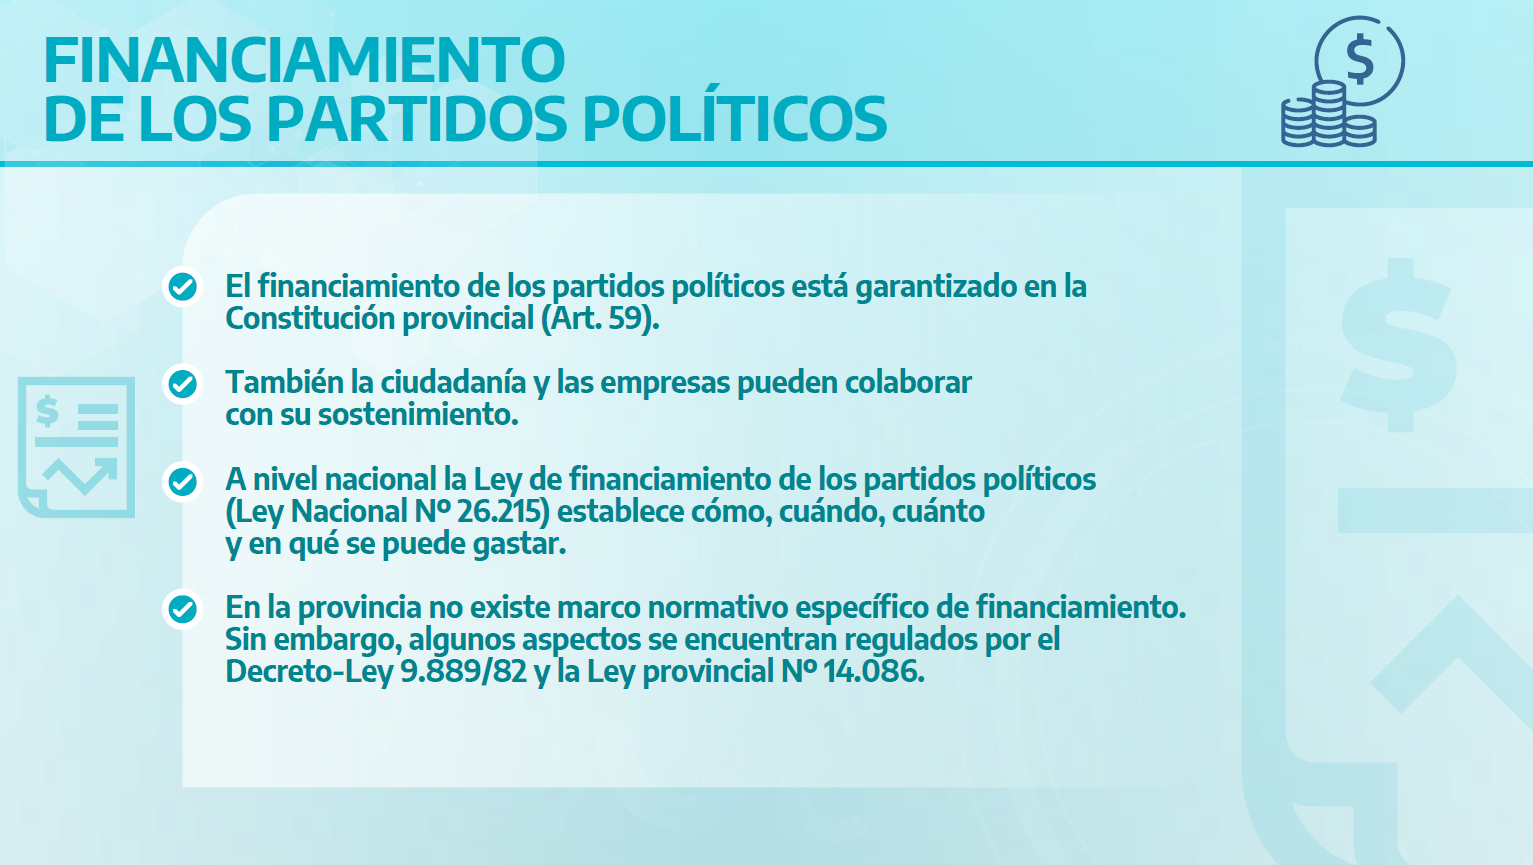 FINANCIAMIENTO
DE LOS PARTIDOS POLÍTICOS
$
El financiamiento de los partidos políticos está garantizado en la
Constitución provincial (Art. 59).
También la ciudadanía y las empresas pueden colaborar
con su sostenimiento.
A nivel nacional la Ley de financiamiento de los partidos políticos
(Ley Nacional Nº 26.215) establece cómo, cuándo, cuánto
y en qué se puede gastar.
En la provincia no existe marco normativo específico de financiamiento.
Sin embargo, algunos aspectos se encuentran regulados por el
Decreto-Ley 9.889/82 y la Ley provincial Nº 14.086.
$
$